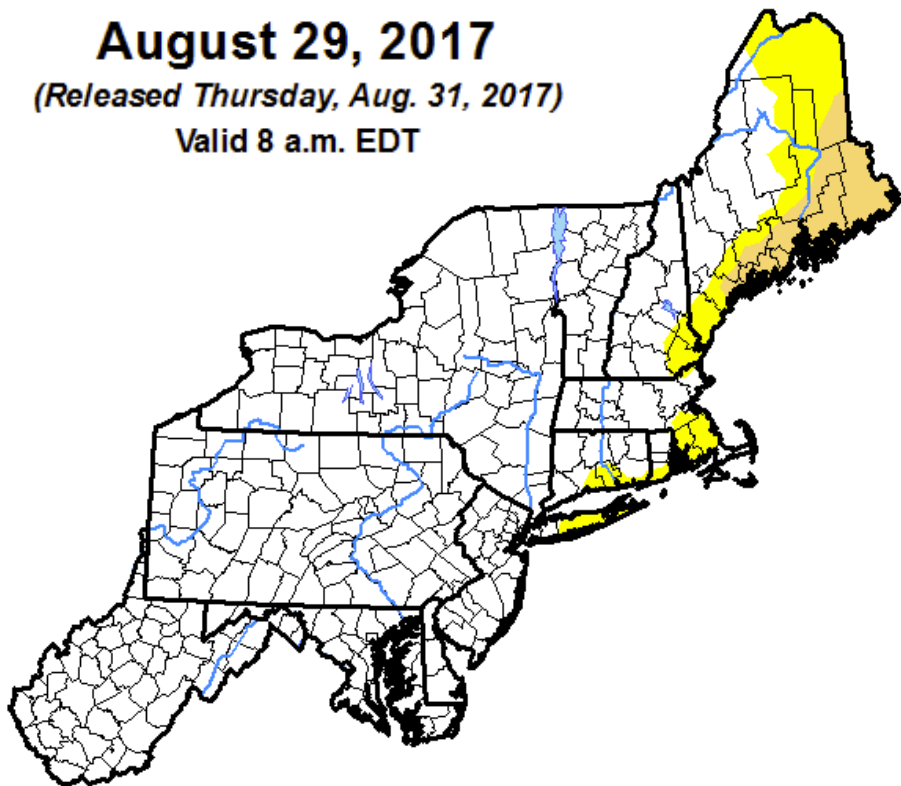 August 29, 2017
(Released Thursday, Aug. 31, 2017)
Valid 8 a.m. EDT